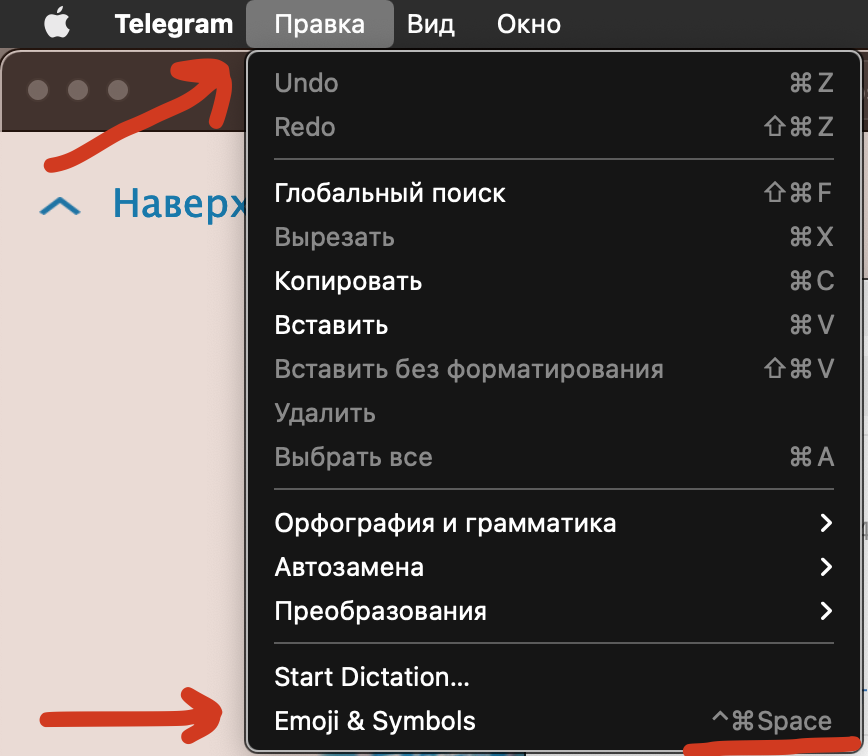 Telegram Правка Вид Окно
Undo ⌘ Z
Redo ⇧⌘ Z
Наверх
Глобальный поиск ⇧⌘ F
Вырезать ⌘ X
Копировать ⌘ C
Вставить ⌘ V
Вставить без форматирования ⇧⌘ V
Удалить
Выбрать все ⌘ A
Орфография и грамматика
Автозамена
Преобразования
Start Dictation...
Emoji & Symbols ^⌘Space